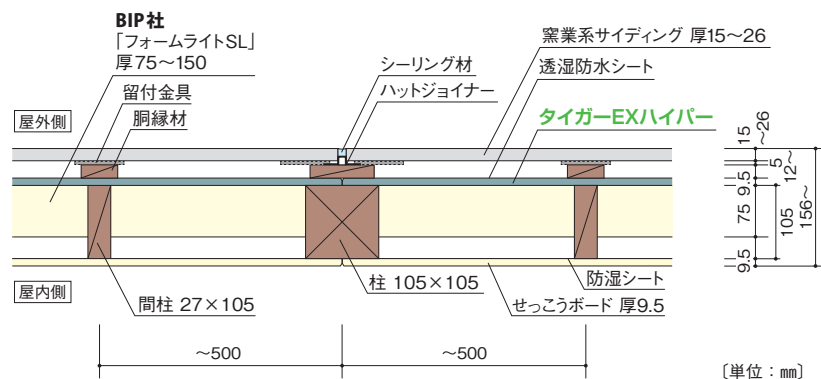 BIP社
「フォームライトSL」
厚75～150
留付金具
胴縁材
屋外側
シーリング材
ハットジョイナー
窯業系サイディング 厚15～26
透湿防水シート
タイガーEXハイパー
15
～26
5
12～
9.5
75
105
156～
9.5
屋内側
間柱 27×105
柱 105×105
防湿シート
せっこうボード 厚9.5
～500
～500
〔単位：㎜〕